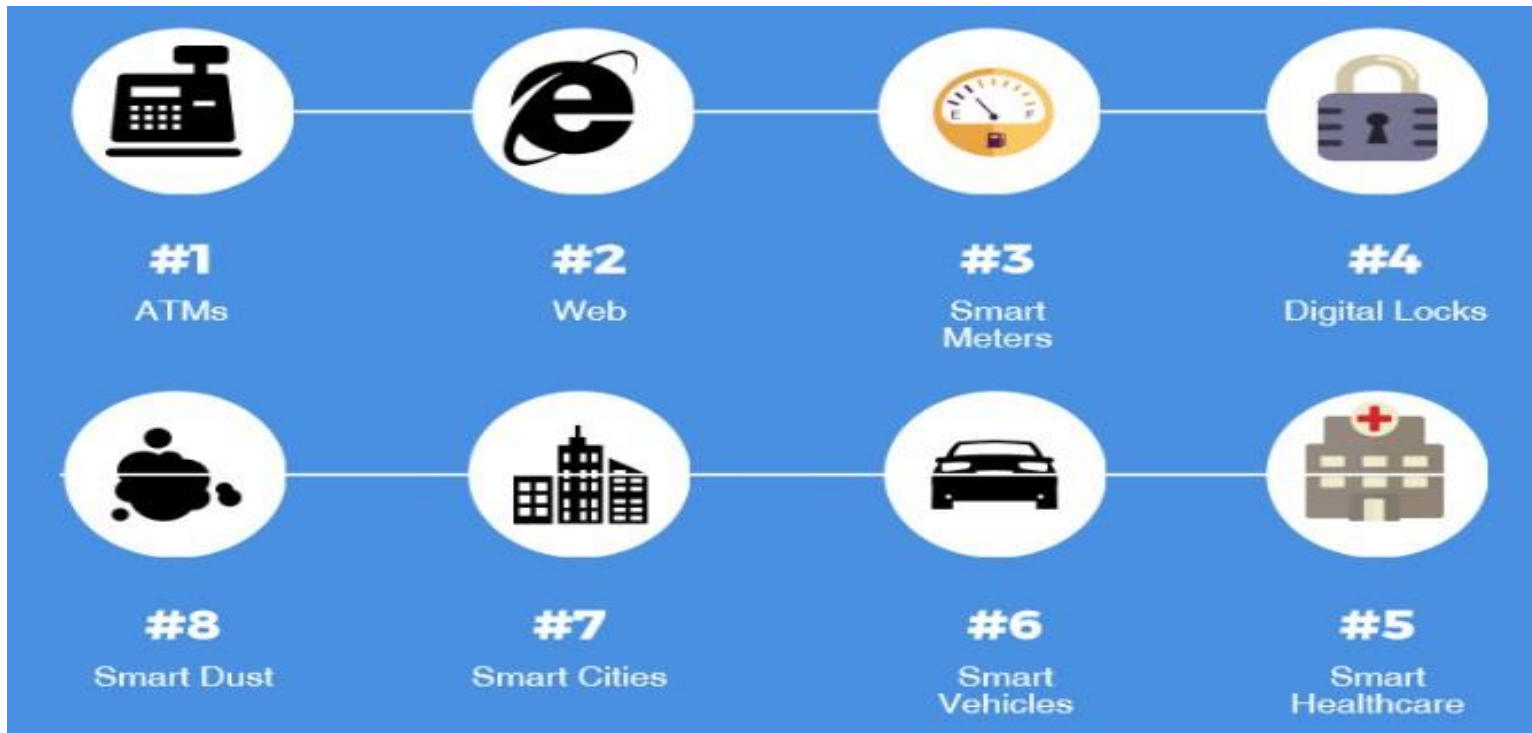 #1
ATMs
#2
Web
#3
Smart
Meters
E F
#4
Digital Locks
#8
Smart Dust
#7
Smart Cities
#6
Smart
Vehicles
#5
Smart
Healthcare